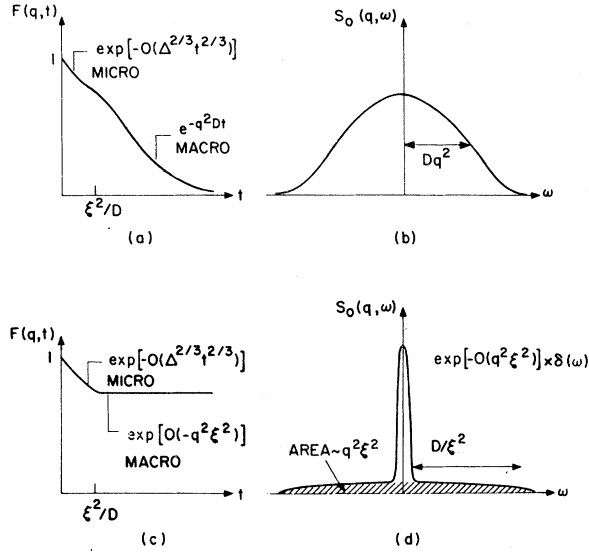 F(q,t)
1
exp[-O(Δ^2/3 t^2/3)]
MICRO
e^-q²Dt
MACRO
t
ξ²/D
(a)
S₀(q,ω)
Dq²
ω
(b)
F(q,t)
1
exp[-O(Δ^2/3 t^2/3)]
MICRO
exp[O(-q²ξ²)]
MACRO
t
ξ²/D
(c)
S₀(q,ω)
exp[-O(q²ξ²)]xδ(ω)
AREA~q²ξ²
D/ξ²
ω
(d)